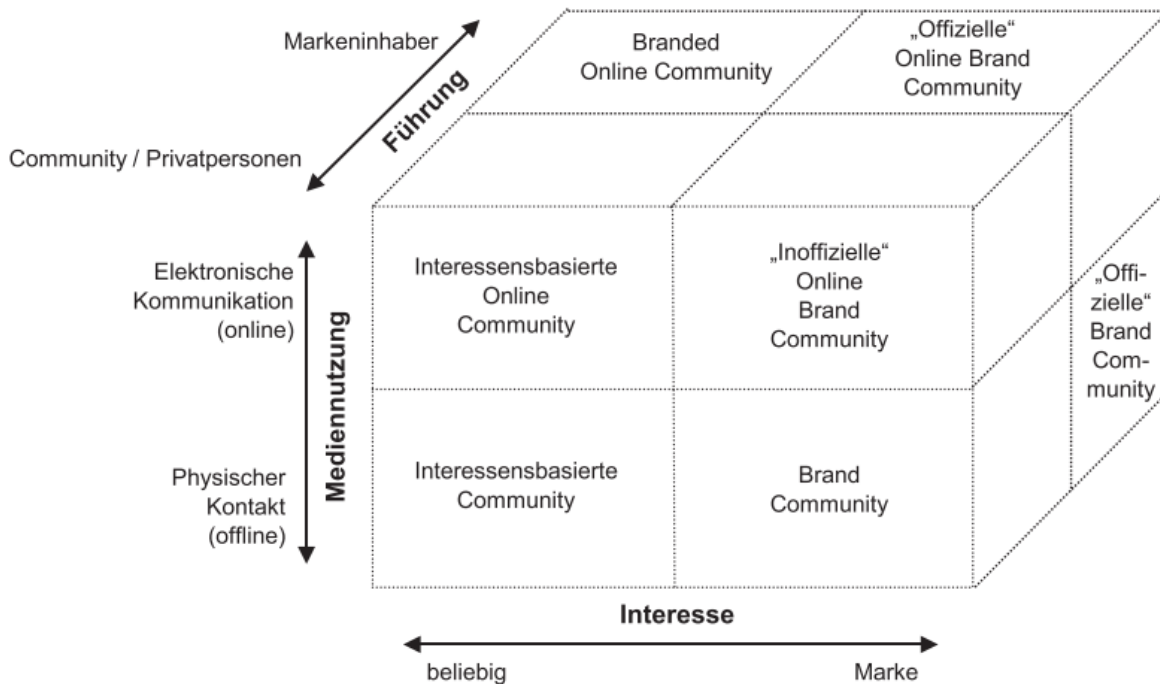 Markeninhaber
Führung
Community / Privatpersonen
Branded
Online Community
„Offizielle“
Online Brand
Community
Elektronische
Kommunikation
(online)
Mediennutzung
Physischer
Kontakt
(offline)
Interessensbasierte
Online
Community
„Inoffizielle“
Online
Brand
Community
„Offi-
zielle“
Brand
Com-
munity
Interessensbasierte
Community
Brand
Community
Interesse
beliebig
Marke